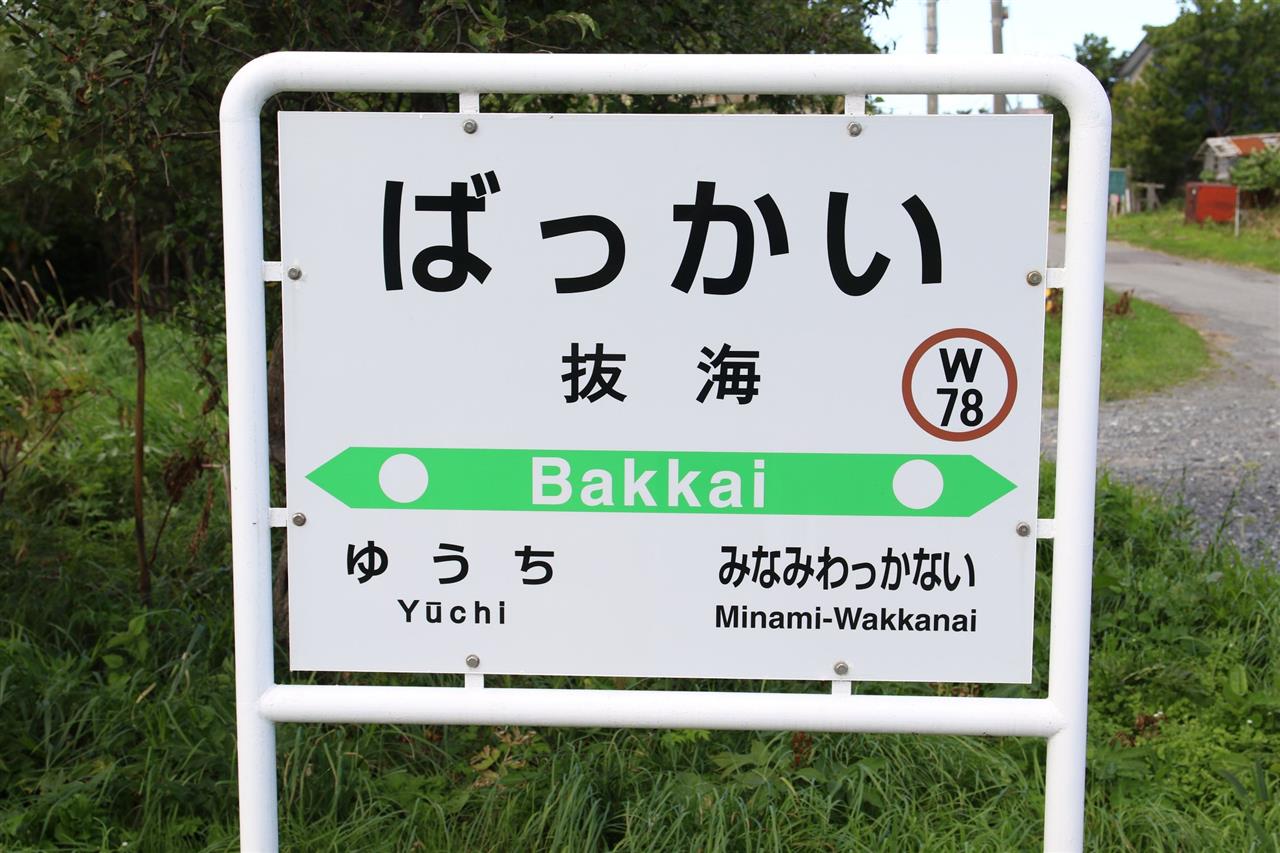 ばっかい
抜海
W
78
Bakkai
ゆうち
Yūchi
みなみわっかない
Minami-Wakkanai